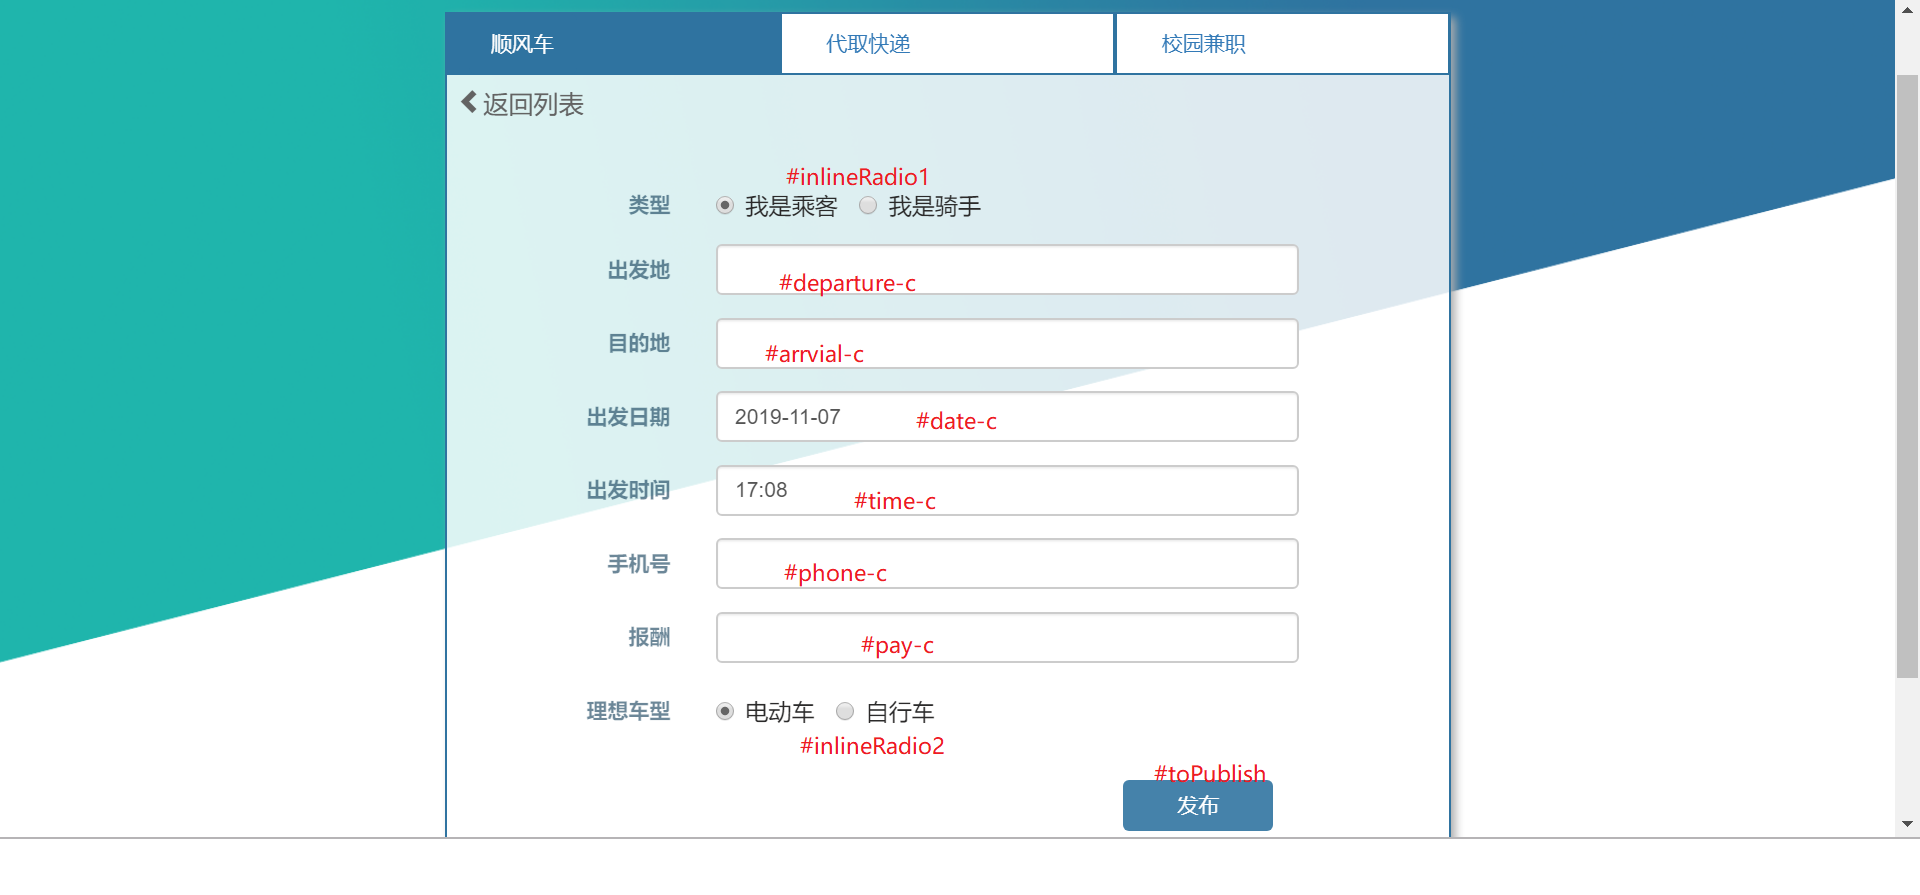 顺风车 代取快递 校园兼职
返回列表
#inlineRadio1
类型 我是乘客 我是骑手
出发地
#departure-c
目的地
#arrvial-c
出发日期 2019-11-07 #date-c
出发时间 17:08
#time-c
手机号
#phone-c
报酬
#pay-c
理想车型 电动车 自行车
#inlineRadio2
#toPublish
发布